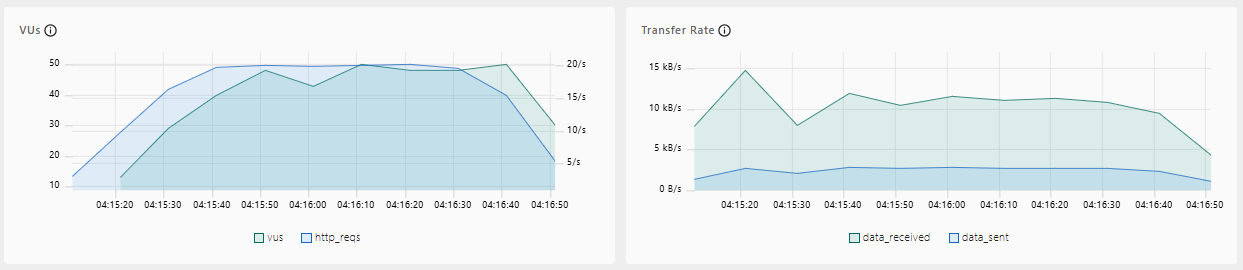 VUs
50
40
30
20
10
20/s
15/s
10/s
5/s
04:15:20 04:15:30 04:15:40 04:15:50 04:16:00 04:16:10 04:16:20 04:16:30 04:16:40 04:16:50
vus http_reqs
Transfer Rate
15 kB/s
10 kB/s
5 kB/s
0 B/s
04:15:20 04:15:30 04:15:40 04:15:50 04:16:00 04:16:10 04:16:20 04:16:30 04:16:40 04:16:50
data_received data_sent